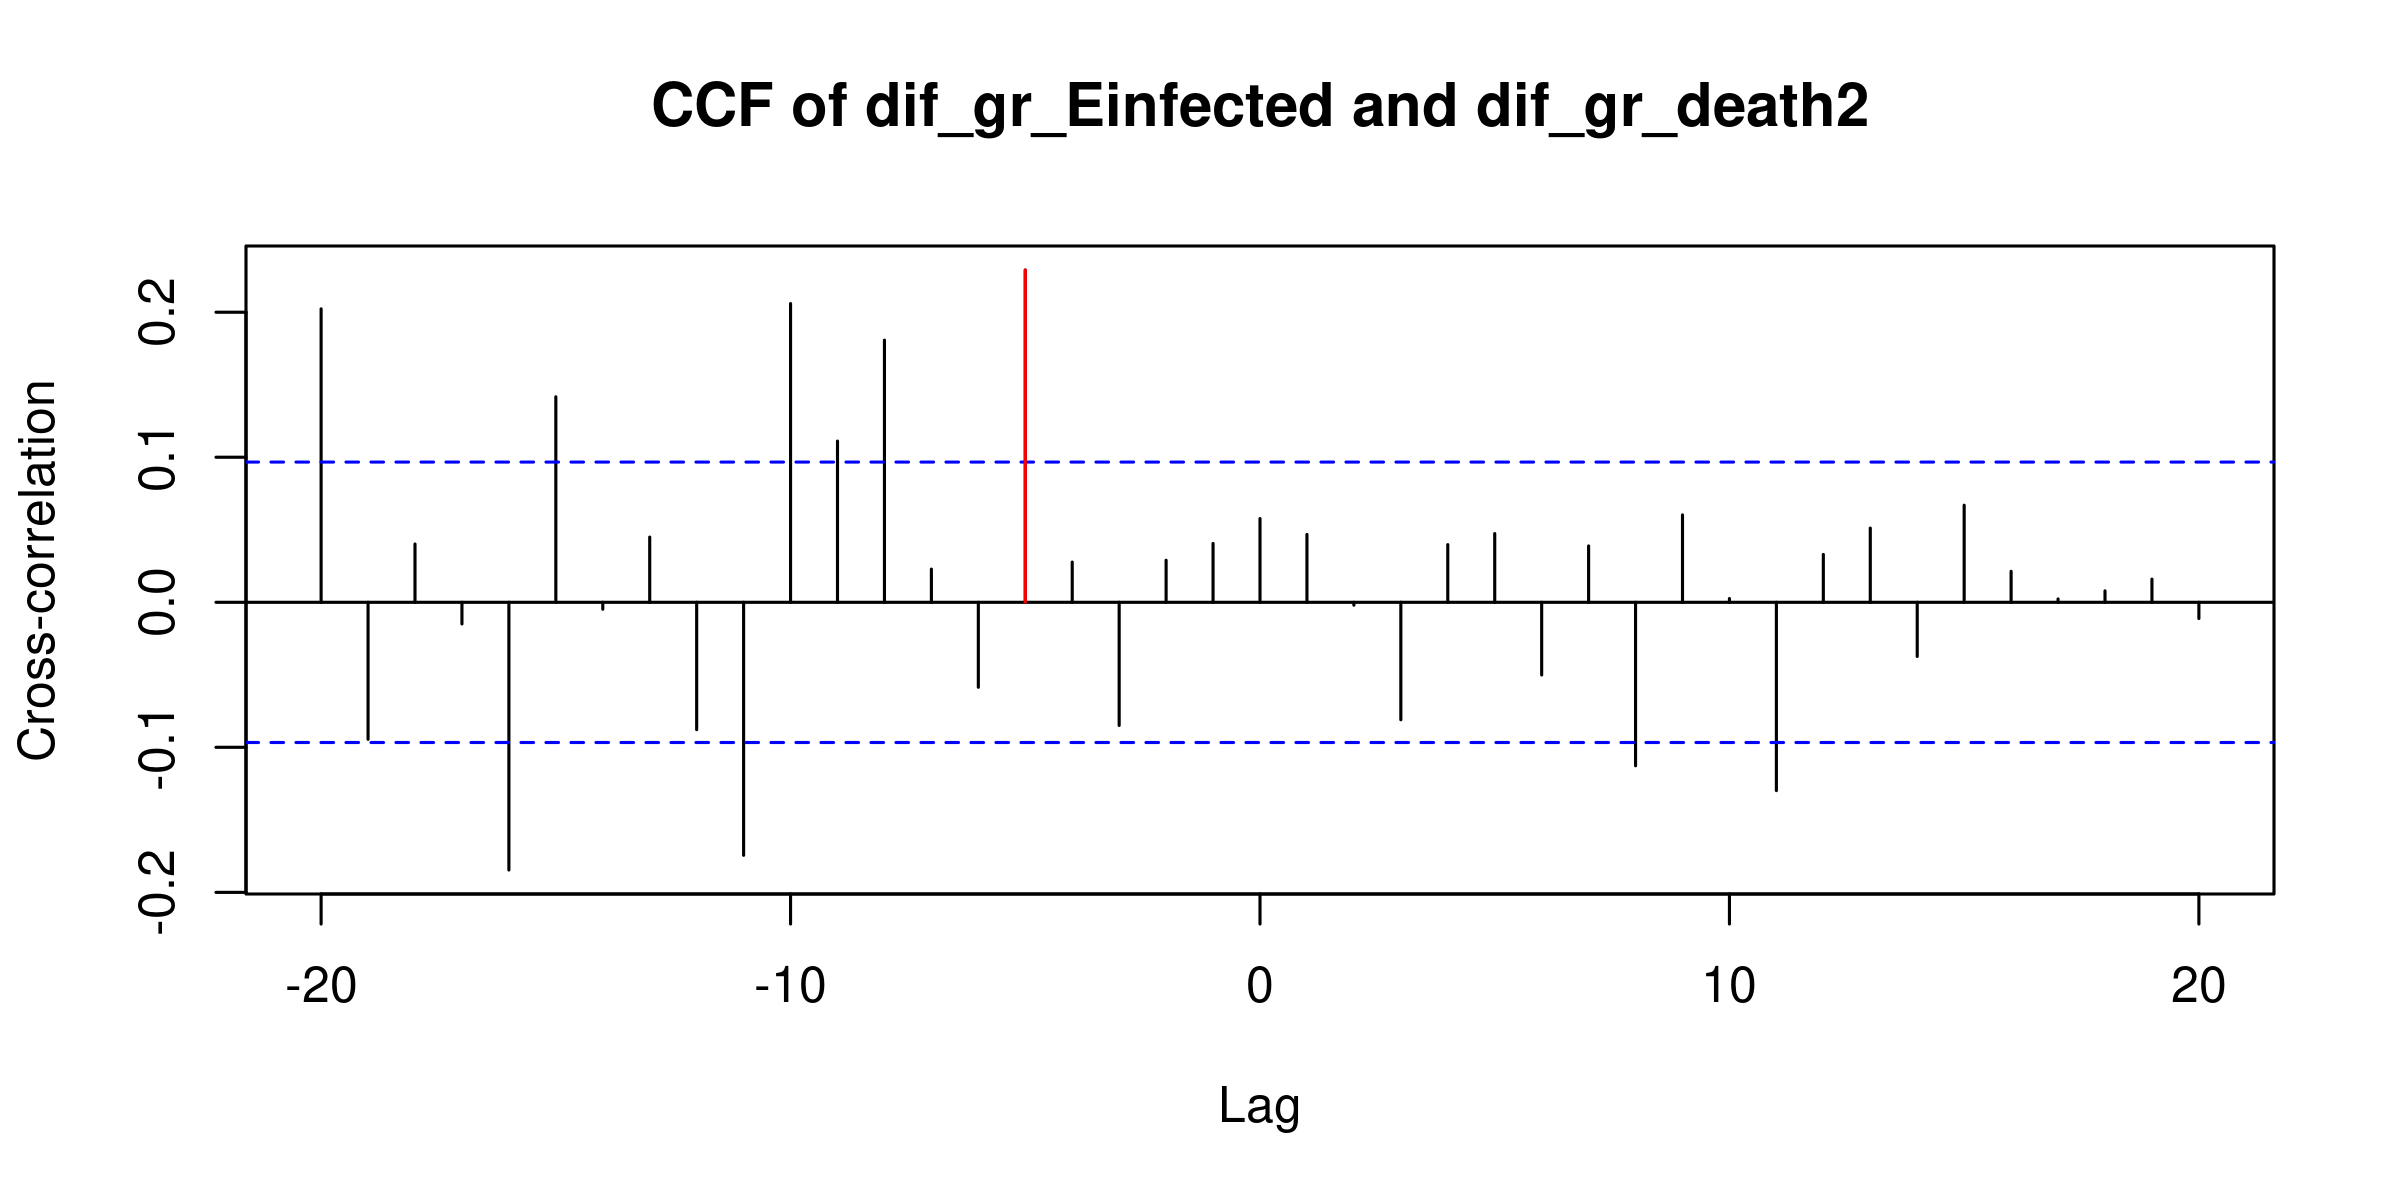 CCF of dif_gr_Einfected and dif_gr_death2
Cross-correlation
0.2
0.1
0.0
-0.1
-0.2
-20 -10 0 10 20
Lag